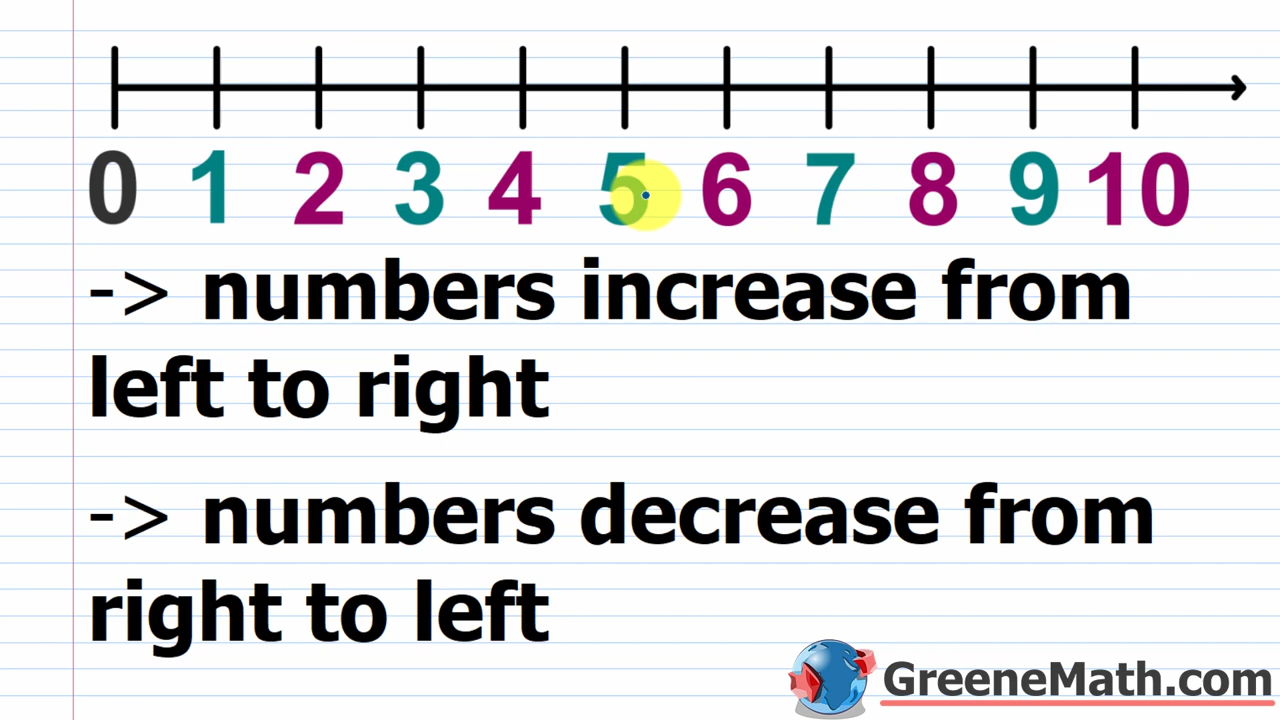 0 1 2 3 4 5 6 7 8 9 10
-> numbers increase from
left to right
-> numbers decrease from
right to left
GreeneMath.com